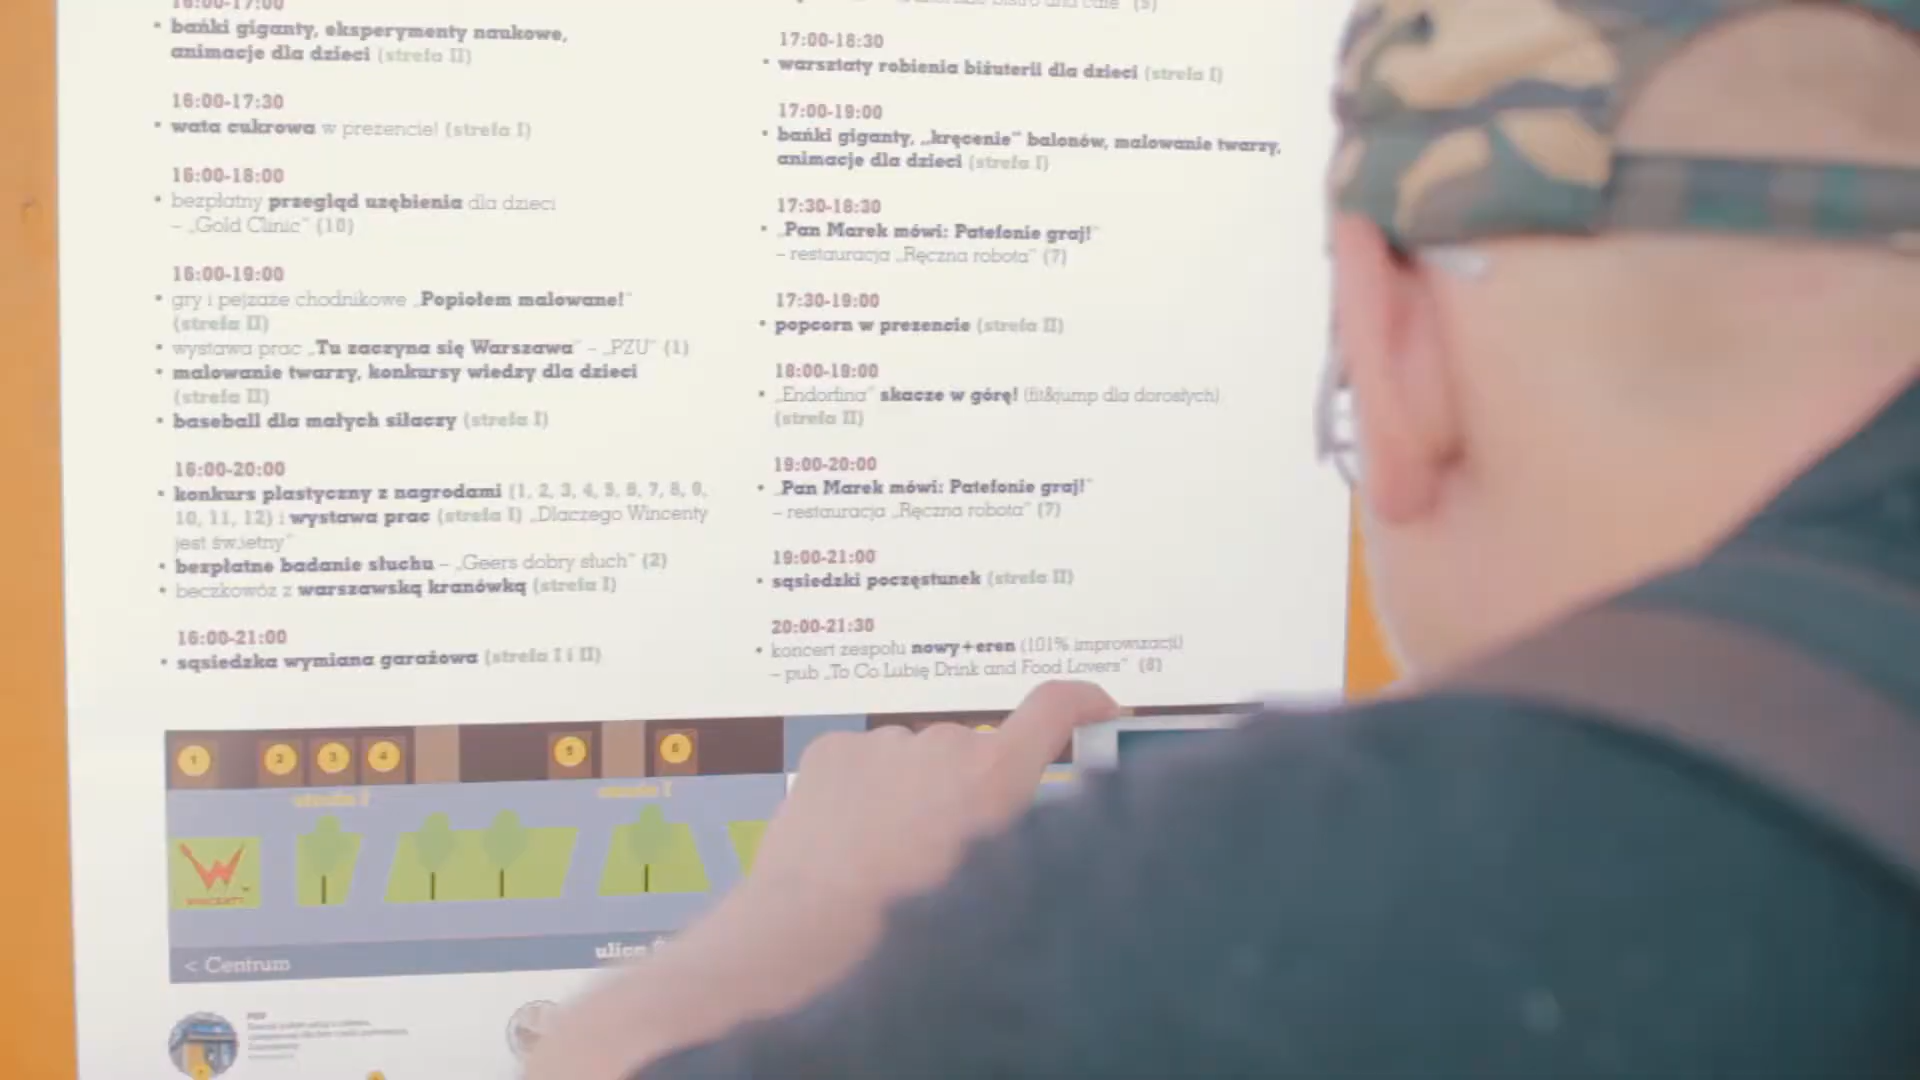 16:00-17:00
• bańki giganty, eksperymenty naukowe,
animacje dla dzieci (strefa II)
16:00-17:30
• wata cukrowa w prezencie! (strefa I)
16:00-18:00
• bezpłatny przegląd uzębienia dla dzieci
– „Gold Clinic” (10)
16:00-19:00
• gry i pejzaże chodnikowe „Popiołem malowane!”
(strefa II)
• wystawa prac „Tu zaczyna się Warszawa” – „PZU” (1)
• malowanie twarzy, konkursy wiedzy dla dzieci
(strefa II)
• baseball dla małych siłaczy (strefa I)
16:00-20:00
• konkurs plastyczny z nagrodami (1, 2, 3, 4, 5, 6, 7, 8, 9,
10, 11, 12) i wystawa prac (strefa I) „Dlaczego Wincenty
jest świetny”
• bezpłatne badanie słuchu – „Geers dobry słuch” (2)
• beczkowóz z warszawską kranówką (strefa I)
16:00-21:00
• sąsiedzka wymiana garażowa (strefa I i II)
17:00-18:30
• warsztaty robienia biżuterii dla dzieci (strefa I)
17:00-19:00
• bańki giganty, „kręcenie” balonów, malowanie twarzy,
animacje dla dzieci (strefa I)
17:30-18:30
• „Pan Marek mówi: Patefonie graj!”
– restauracja „Ręczna robota” (7)
17:30-19:00
• popcorn w prezencie (strefa II)
18:00-19:00
• „Endorfina” skacze w górę! (fit&jump dla dorosłych)
(strefa II)
19:00-20:00
• „Pan Marek mówi: Patefonie graj!”
– restauracja „Ręczna robota” (7)
19:00-21:00
• sąsiedzki poczęstunek (strefa II)
20:00-21:30
• koncert zespołu nowy+eren (101% improwizacji)
– pub „To Co Lubię Drink and Food Lovers” (8)
1 2 3 4 5 6
strefa I strefa I
WINCENTY
ulica
< Centrum